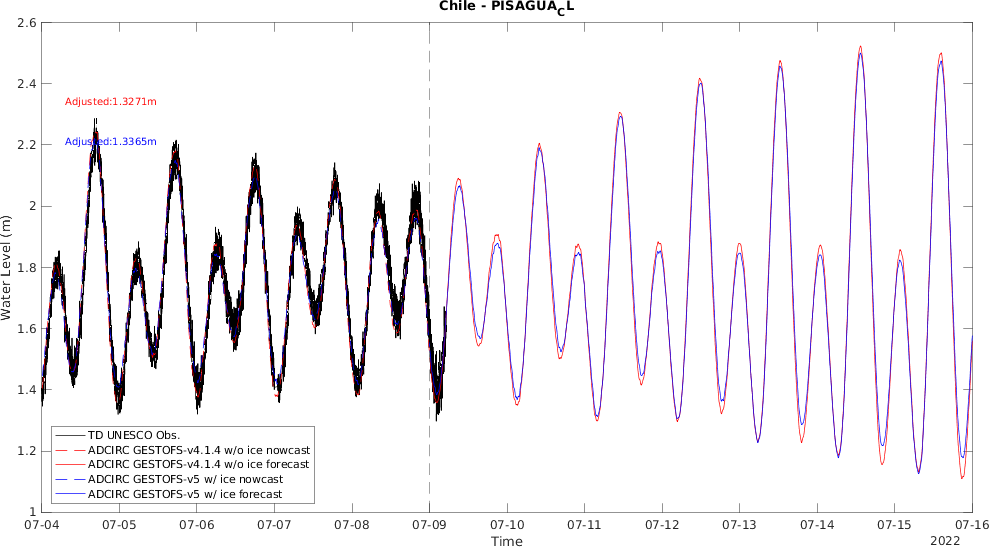 Chile - PISAGUA_CL
2.6
2.4
2.2
2
1.8
1.6
1.4
1.2
1
Water Level (m)
Adjusted:1.3271m
Adjusted:1.3365m
TD UNESCO Obs.
ADCIRC GESTOFS-v4.1.4 w/o ice nowcast
ADCIRC GESTOFS-v4.1.4 w/o ice forecast
ADCIRC GESTOFS-v5 w/ ice nowcast
ADCIRC GESTOFS-v5 w/ ice forecast
07-04 07-05 07-06 07-07 07-08 07-09 07-10 07-11 07-12 07-13 07-14 07-15 07-16
Time
2022